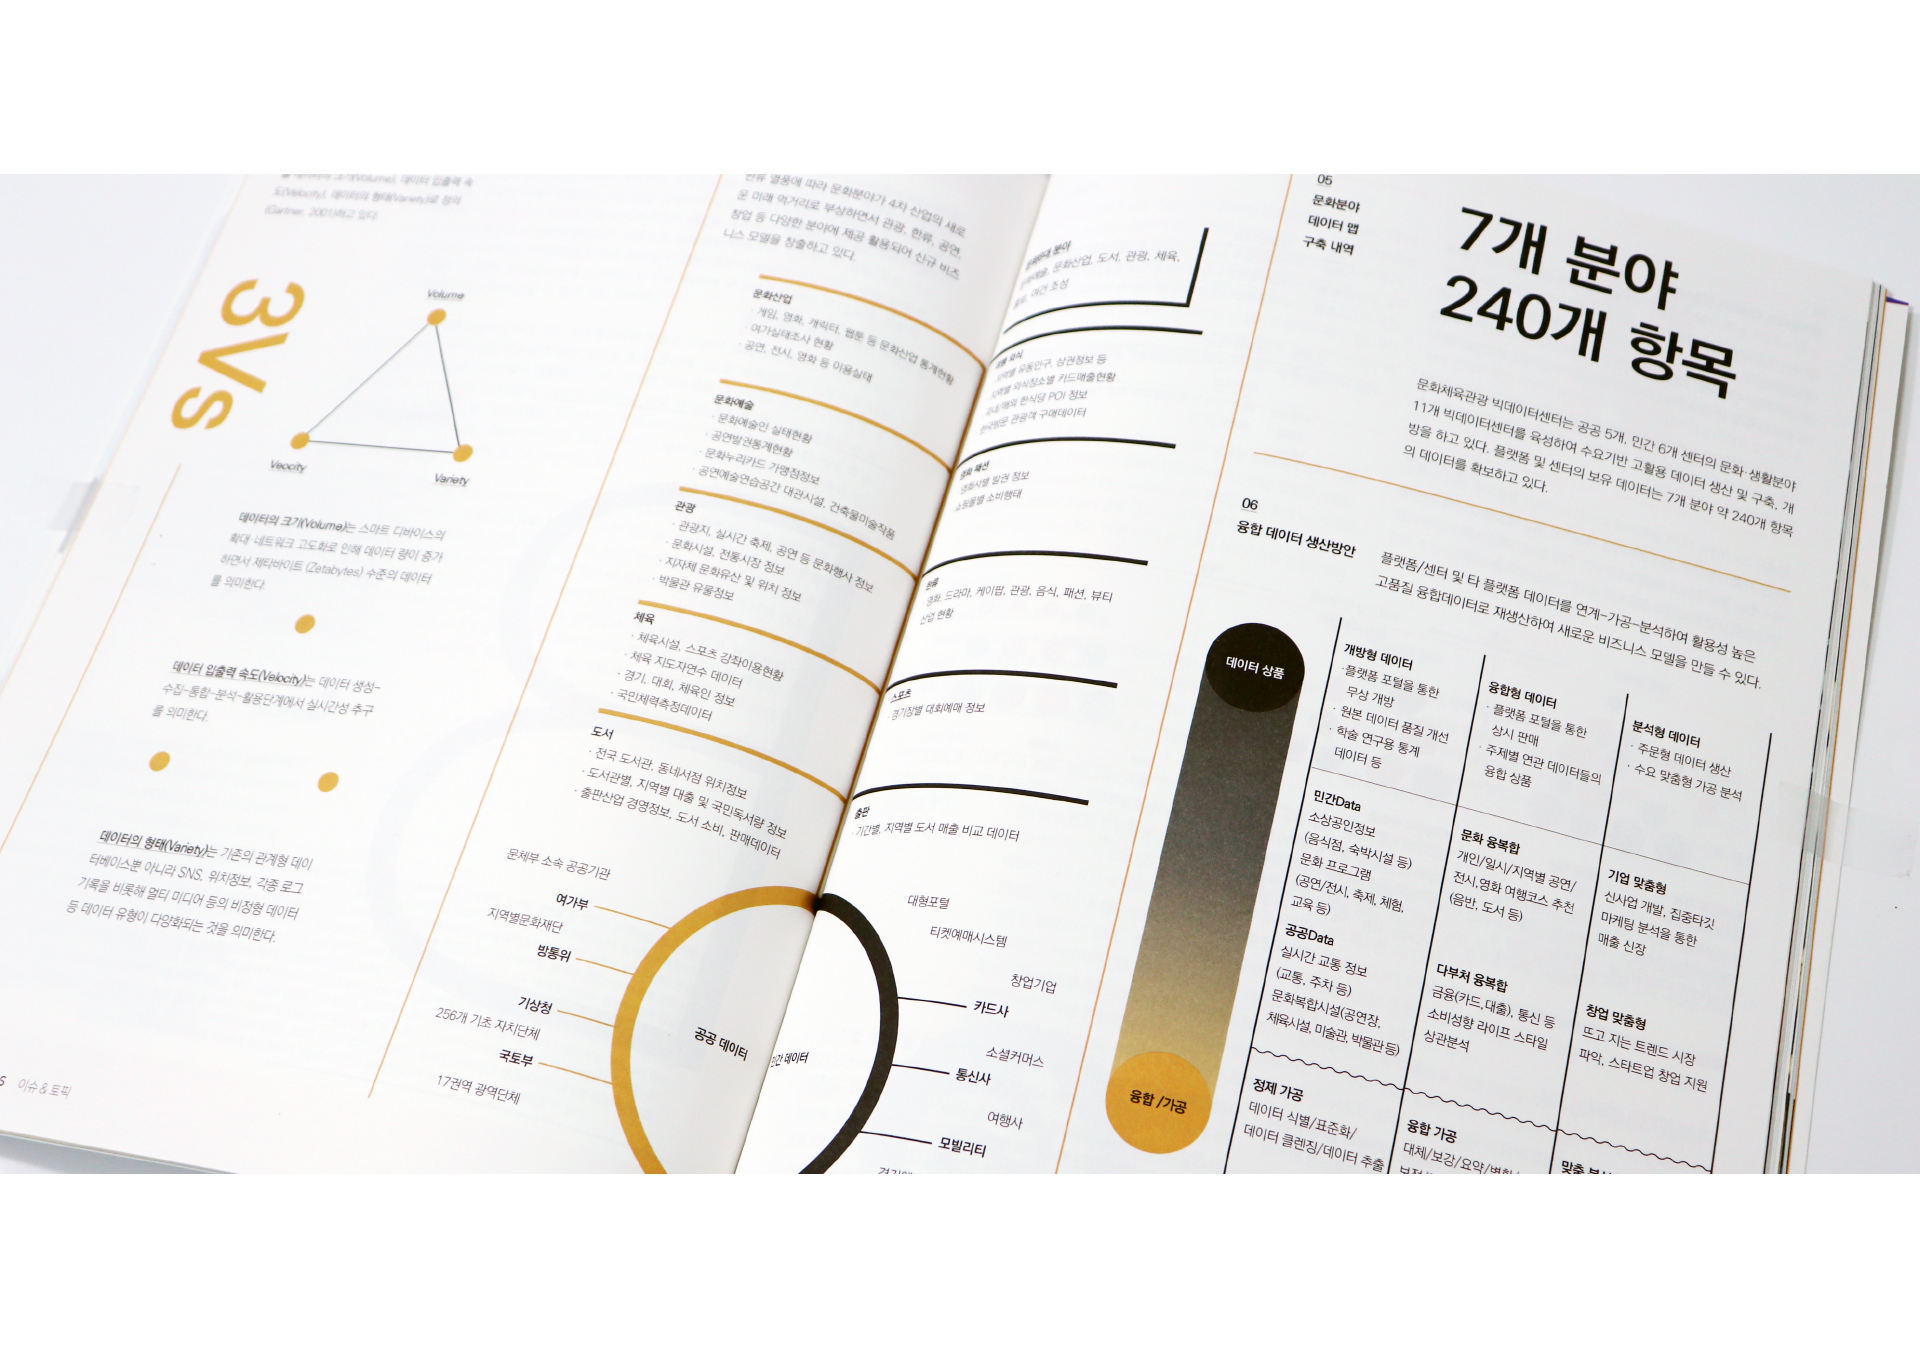 도(Velocity), 데이터의 형태(Variety)로 정의
(Gartner, 2001)하고 있다.
3Vs
Volume
Veocity
Variety
데이터의 크기(Volume)는 스마트 디바이스의
확대·네트워크 고도화로 인해 데이터 량이 증가
하면서 제타바이트 (Zetabytes) 수준의 데이터
를 의미한다.
데이터 입출력 속도(Velocity)는 데이터 생성-
수집-통합-분석-활용단계에서 실시간성 추구
를 의미한다.
데이터의 형태(Variety)는 기존의 관계형 데이
터베이스뿐 아니라 SNS, 위치정보, 각종 로그
기록을 비롯해 멀티 미디어 등의 비정형 데이터
등 데이터 유형이 다양화되는 것을 의미한다.
이슈 & 토픽
한류 열풍에 따라 문화분야가 4차 산업의 새로
운 미래 먹거리로 부상하면서 관광, 한류, 공연,
창업 등 다양한 분야에 제공 활용되어 신규 비즈
니스 모델을 창출하고 있다.
문화산업
· 게임, 영화, 캐릭터, 웹툰 등 문화산업 통계현황
· 여가실태조사 현황
· 공연, 전시, 영화 등 이용실태
문화예술
· 문화예술인 실태현황
· 공연발권통계현황
· 문화누리카드 가맹점정보
· 공연예술연습공간 대관시설, 건축물미술작품
관광
· 관광지, 실시간 축제, 공연 등 문화행사 정보
· 문화시설, 전통시장 정보
· 지자체 문화유산 및 위치 정보
· 박물관 유물정보
체육
· 체육시설, 스포츠 강좌이용현황
· 체육 지도자연수 데이터
· 경기, 대회, 체육인 정보
· 국민체력측정데이터
도서
· 전국 도서관, 동네서점 위치정보
· 도서관별, 지역별 대출 및 국민독서량 정보
· 출판산업 경영정보, 도서 소비, 판매데이터
문체부 소속 공공기관
여가부
지역별문화재단
방통위
기상청
256개 기초 자치단체
국토부
17권역 광역단체
공공 데이터
분야
문화산업, 도서, 관광, 체육,
여건 조성
외식
지역별 유동인구, 상권정보 등
지역별 외식장소별 카드매출현황
한식당 POI 정보
관광객 구매데이터
패션
영화사별 발권 정보
쇼핑몰별 소비행태
한류
영화, 드라마, 케이팝, 관광, 음식, 패션, 뷰티
산업 현황
스포츠
· 경기장별 대회예매 정보
출판
· 기간별, 지역별 도서 매출 비교 데이터
대형포털
티켓예매시스템
창업기업
카드사
소셜커머스
통신사
여행사
모빌리티
데이터
05
문화분야
데이터 맵
구축 내역
7개 분야
240개 항목
문화체육관광 빅데이터센터는 공공 5개, 민간 6개 센터의 문화·생활분야
11개 빅데이터센터를 육성하여 수요기반 고활용 데이터 생산 및 구축, 개
방을 하고 있다. 플랫폼 및 센터의 보유 데이터는 7개 분야 약 240개 항목
의 데이터를 확보하고 있다.
06
융합 데이터 생산방안
플랫폼/센터 및 타 플랫폼 데이터를 연계-가공-분석하여 활용성 높은
고품질 융합데이터로 재생산하여 새로운 비즈니스 모델을 만들 수 있다.
데이터 상품
융합 /가공
개방형 데이터
· 플랫폼 포털을 통한
무상 개방
· 원본 데이터 품질 개선
· 학술 연구용 통계
데이터 등
민간Data
소상공인정보
(음식점, 숙박시설 등)
문화 프로그램
(공연/전시, 축제, 체험,
교육 등)
공공Data
실시간 교통 정보
(교통, 주차 등)
문화복합시설(공연장,
체육시설, 미술관, 박물관등)
정제 가공
데이터 식별/표준화/
데이터 클렌징/데이터 추출
융합형 데이터
· 플랫폼 포털을 통한
상시 판매
· 주제별 연관 데이터들의
융합 상품
문화 융복합
개인/일시/지역별 공연/
전시,영화 여행코스 추천
(음반, 도서 등)
다부처 융복합
금융(카드,대출), 통신 등
소비성향 라이프 스타일
상관분석
융합 가공
대체/보강/요약/변환/
분석형 데이터
· 주문형 데이터 생산
· 수요 맞춤형 가공 분석
기업 맞춤형
신사업 개발, 집중타깃
마케팅 분석을 통한
매출 신장
창업 맞춤형
뜨고 지는 트렌드 시장
파악, 스타트업 창업 지원